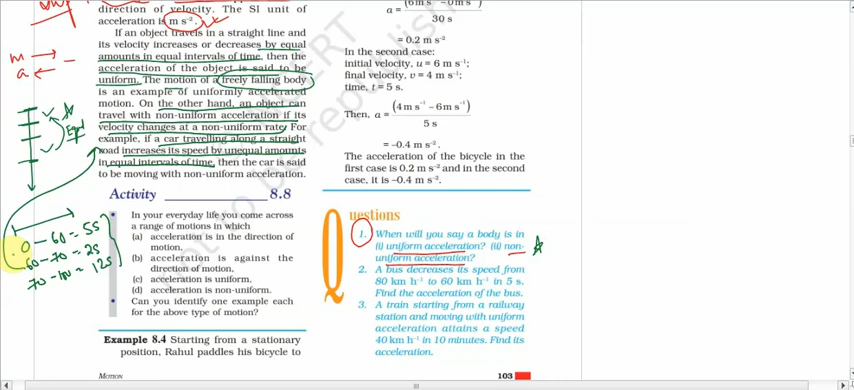 direction of velocity. The SI unit of
acceleration is m s⁻².
If an object travels in a straight line and
its velocity increases or decreases by equal
amounts in equal intervals of time, then the
acceleration of the object is said to be
uniform. The motion of a freely falling body
is an example of uniformly accelerated
motion. On the other hand, an object can
travel with non-uniform acceleration if its
velocity changes at a non-uniform rate. For
example, if a car travelling along a straight
road increases its speed by unequal amounts
in equal intervals of time, then the car is said
to be moving with non-uniform acceleration.
m →
a ←
Equal
0 - 60 = 5s
60 - 70 = 2s
70 - 100 = 12s
Activity 8.8
• In your everyday life you come across
a range of motions in which
(a) acceleration is in the direction of
motion,
(b) acceleration is against the
direction of motion,
(c) acceleration is uniform,
(d) acceleration is non-uniform.
• Can you identify one example each
for the above type of motion?
Example 8.4 Starting from a stationary
position, Rahul paddles his bicycle to
a = (6m s⁻¹ - 0m s⁻¹)
30 s
= 0.2 m s⁻²
In the second case:
initial velocity, u = 6 m s⁻¹;
final velocity, v = 4 m s⁻¹;
time, t = 5 s.
Then, a = (4m s⁻¹ - 6m s⁻¹)
5 s
= -0.4 m s⁻².
The acceleration of the bicycle in the
first case is 0.2 m s⁻² and in the second
case, it is -0.4 m s⁻².
Questions
1. When will you say a body is in
(i) uniform acceleration? (ii) non-
uniform acceleration?
2. A bus decreases its speed from
80 km h⁻¹ to 60 km h⁻¹ in 5 s.
Find the acceleration of the bus.
3. A train starting from a railway
station and moving with uniform
acceleration attains a speed
40 km h⁻¹ in 10 minutes. Find its
acceleration.
MOTION
103